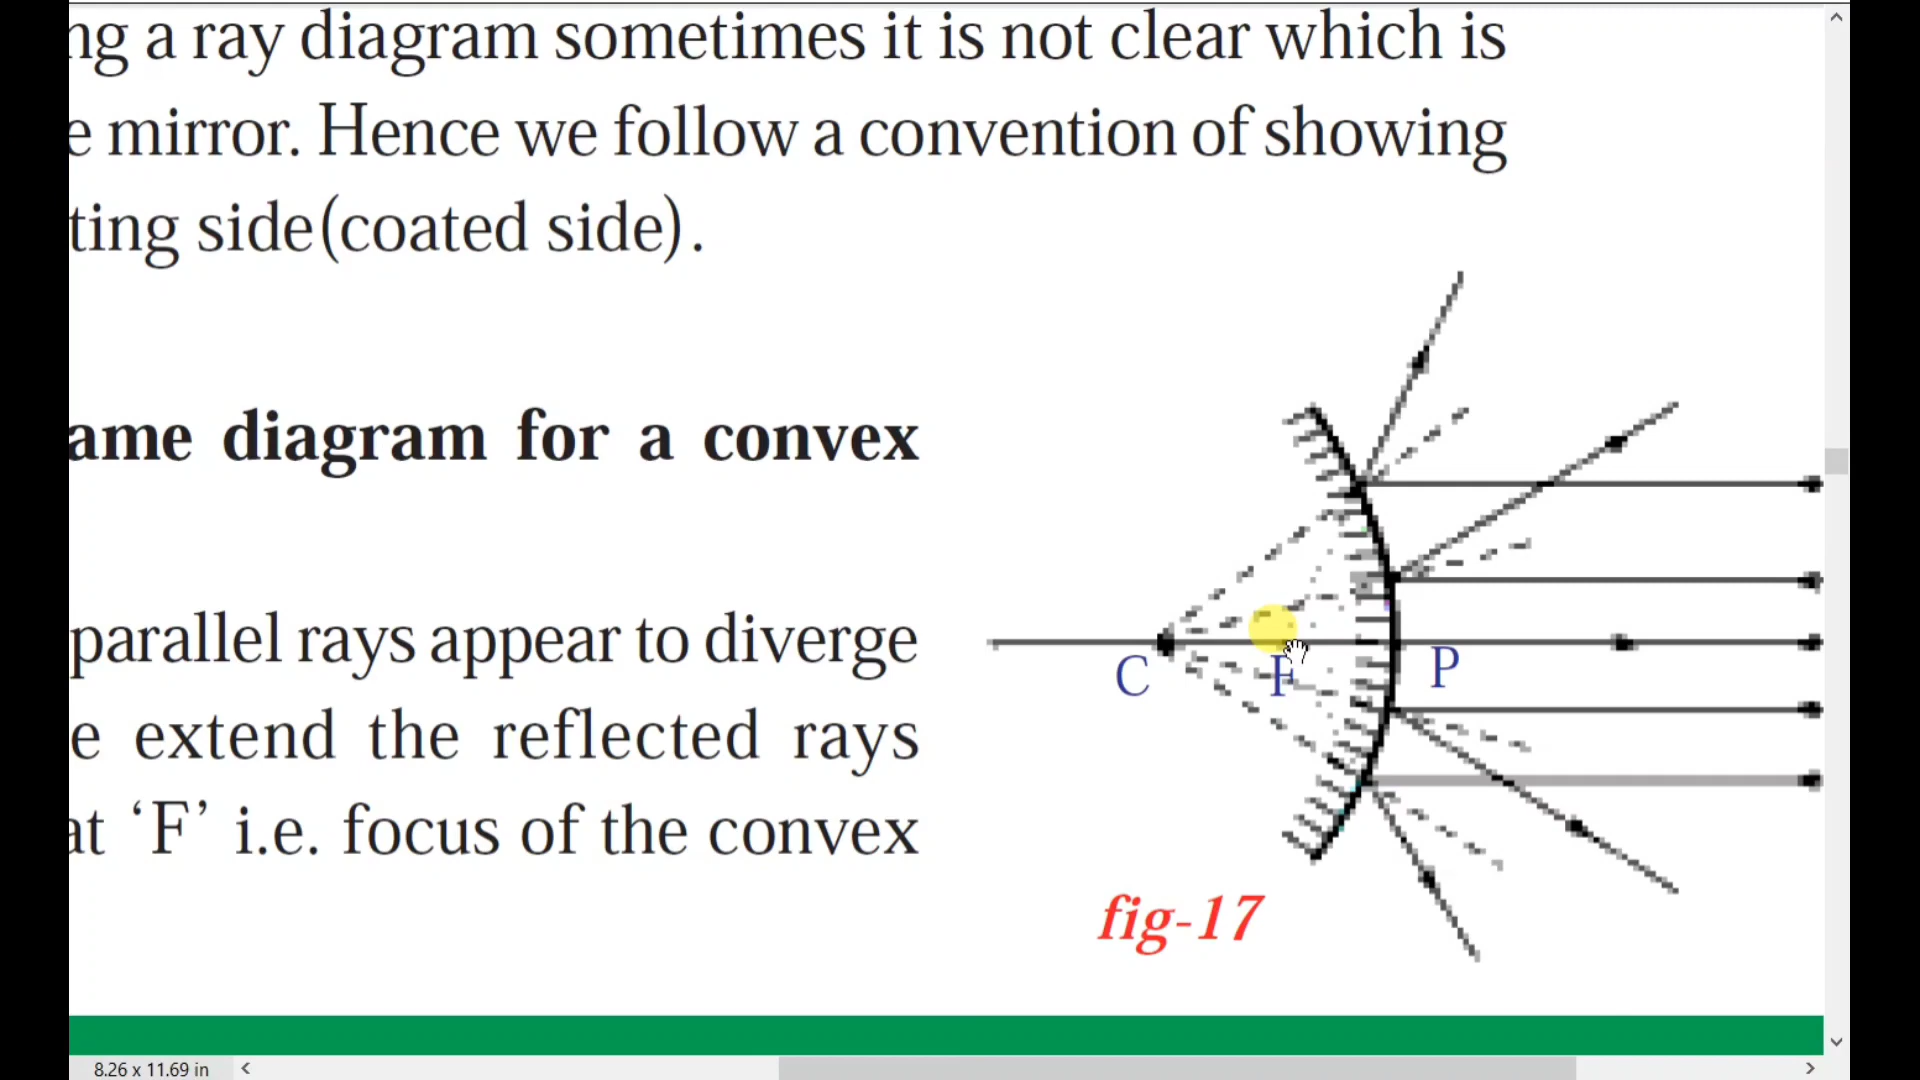 ng a ray diagram sometimes it is not clear which is
e mirror. Hence we follow a convention of showing
ting side (coated side).
ame diagram for a convex
parallel rays appear to diverge
e extend the reflected rays
at ‘F’ i.e. focus of the convex
C F P
fig-17
8.26 x 11.69 in